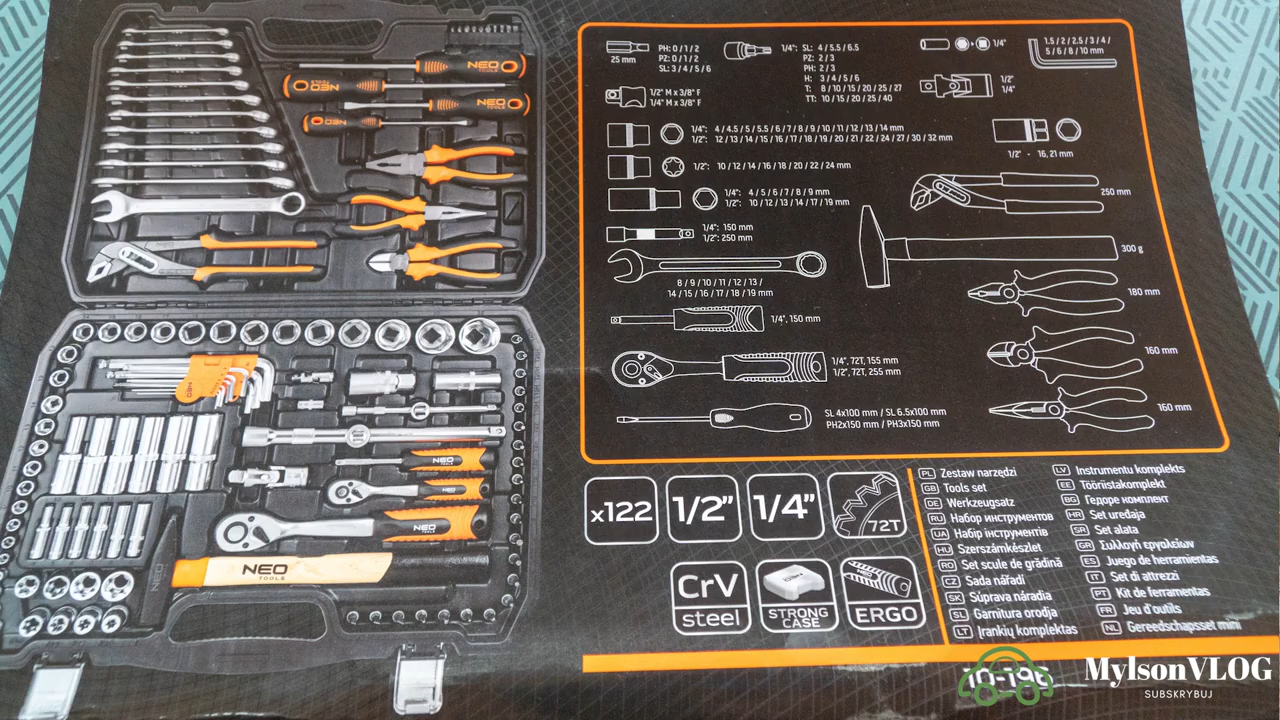 NEO
TOOLS
NEO
TOOLS
NEO
TOOLS
NEO
NEO
NEO
TOOLS
NEO
NEO
TOOLS
NEO
TOOLS
NEO
25 mm
PH: 0 / 1 / 2
PZ: 0 / 1 / 2
SL: 3 / 4 / 5 / 6
1/4": SL: 4 / 5.5 / 6.5
PZ: 2 / 3
PH: 2 / 3
H: 3 / 4 / 5 / 6
T: 8 / 10 / 15 / 20 / 25 / 27
TT: 10 / 15 / 20 / 25 / 40
1/4"
1.5 / 2 / 2.5 / 3 / 4 /
5 / 6 / 8 / 10 mm
1/2" M x 3/8" F
1/4" M x 3/8" F
1/2"
1/4"
1/4": 4 / 4.5 / 5 / 5.5 / 6 / 7 / 8 / 9 / 10 / 11 / 12 / 13 / 14 mm
1/2": 12 / 13 / 14 / 15 / 16 / 17 / 18 / 19 / 20 / 21 / 22 / 24 / 27 / 30 / 32 mm
1/2" - 16, 21 mm
1/2": 10 / 12 / 14 / 16 / 18 / 20 / 22 / 24 mm
1/4": 4 / 5 / 6 / 7 / 8 / 9 mm
1/2": 10 / 12 / 13 / 14 / 17 / 19 mm
250 mm
1/4": 150 mm
1/2": 250 mm
300 g
8 / 9 / 10 / 11 / 12 / 13 /
14 / 15 / 16 / 17 / 18 / 19 mm
180 mm
1/4", 150 mm
160 mm
1/4", 72T, 155 mm
1/2", 72T, 255 mm
160 mm
SL 4x100 mm / SL 6.5x100 mm
PH2x150 mm / PH3x150 mm
x122
1/2"
1/4"
72T
CrV
steel
STRONG
CASE
ERGO
PL Zestaw narzędzi
GB Tools set
DE Werkzeugsatz
RU Набор инструментов
UA Набір інструментів
HU Szerszámkészlet
RO Set scule de grădină
CZ Sada nářadí
SK Súprava náradia
SL Garnitura orodja
LT Įrankių komplektas
LV Instrumentu komplekts
EE Tööriistakomplekt
BG Гедоре комплект
HR Set uređaja
SR Set alata
GR Συλλογή εργαλείων
ES Juego de herramientas
IT Set di attrezzi
PT Kit de ferramentas
FR Jeu d'outils
NL Gereedschapsset mini
MylsonVLOG
SUBSKRYBUJ